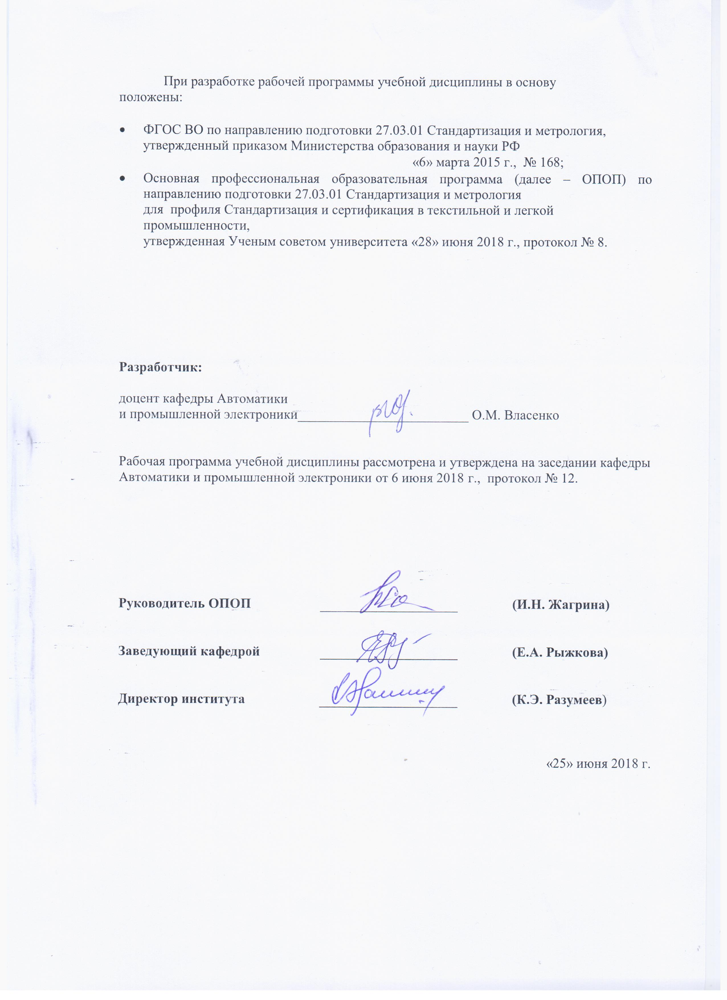 При разработке рабочей программы учебной дисциплины в основу
положены:
• ФГОС ВО по направлению подготовки 27.03.01 Стандартизация и метрология,
утвержденный приказом Министерства образования и науки РФ
«6» марта 2015 г., № 168;
• Основная профессиональная образовательная программа (далее – ОПОП) по
направлению подготовки 27.03.01 Стандартизация и метрология
для профиля Стандартизация и сертификация в текстильной и легкой
промышленности,
утвержденная Ученым советом университета «28» июня 2018 г., протокол № 8.
Разработчик:
доцент кафедры Автоматики
и промышленной электроники О.М. Власенко
Рабочая программа учебной дисциплины рассмотрена и утверждена на заседании кафедры
Автоматики и промышленной электроники от 6 июня 2018 г., протокол № 12.
Руководитель ОПОП (И.Н. Жагрина)
Заведующий кафедрой (Е.А. Рыжкова)
Директор института (К.Э. Разумеев)
«25» июня 2018 г.